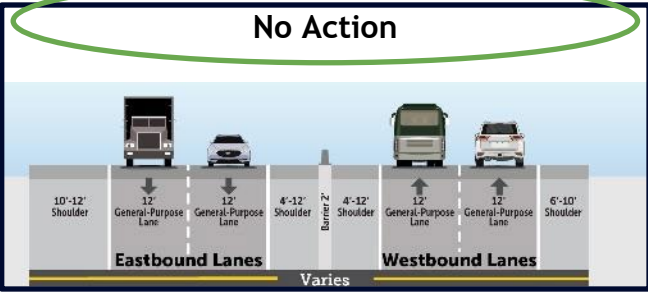 No Action
10'-12'
Shoulder
12'
General-Purpose
Lane
12'
General-Purpose
Lane
4'-12'
Shoulder
Barrier 2'
4'-12'
Shoulder
12'
General-Purpose
Lane
12'
General-Purpose
Lane
6'-10'
Shoulder
Eastbound Lanes
Westbound Lanes
Varies